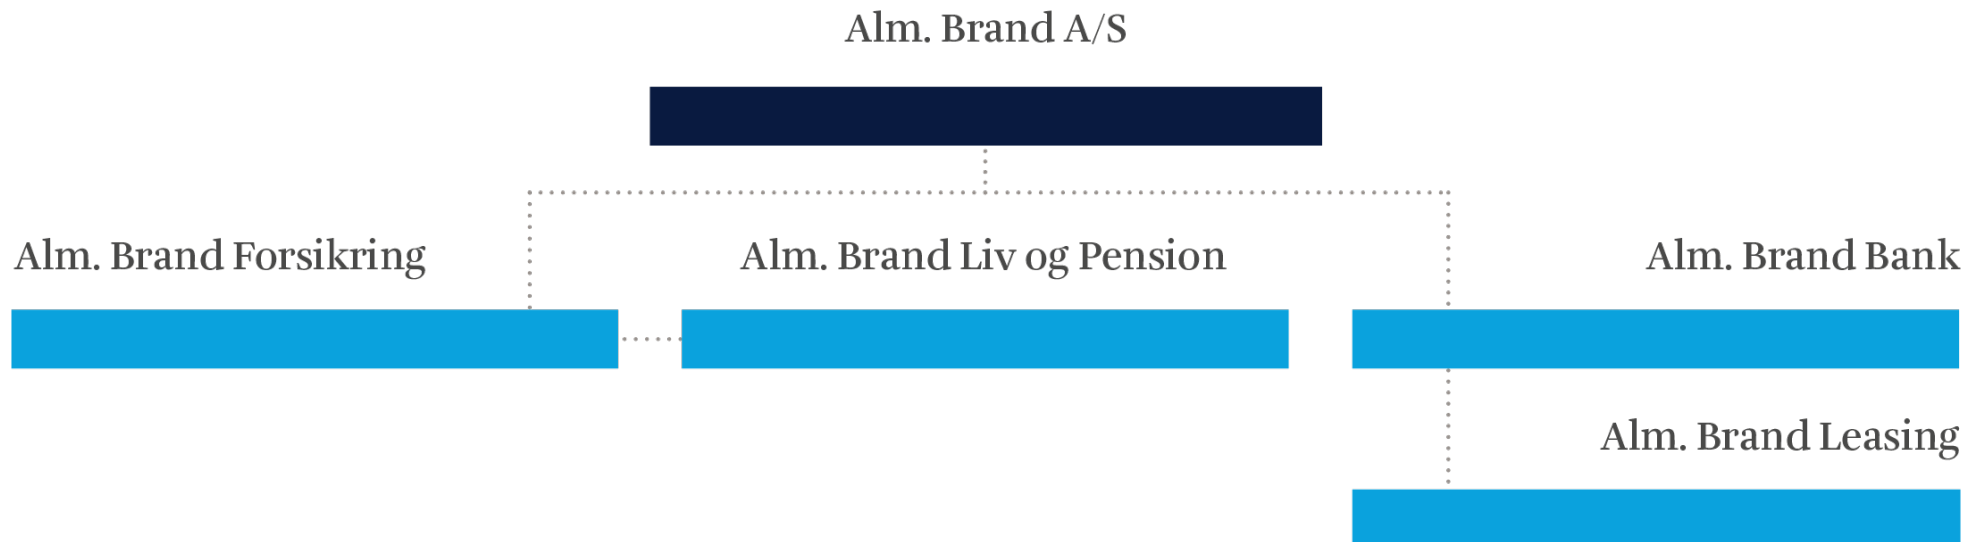 Alm. Brand A/S
Alm. Brand Forsikring
Alm. Brand Liv og Pension
Alm. Brand Bank
Alm. Brand Leasing